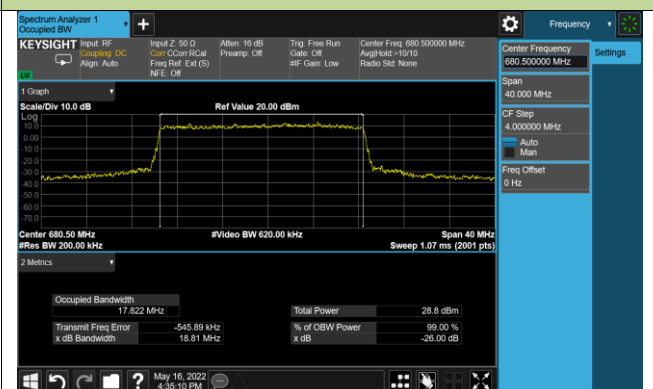 Spectrum Analyzer 1
Occupied BW
Frequency
KEYSIGHT
Input: RF
Coupling: DC
Align: Auto
Input Z: 50 Ω
Corr CCorr RCal
Freq Ref: Ext (S)
NFE: Off
Atten: 16 dB
Preamp: Off
Trig: Free Run
Gate: Off
#IF Gain: Low
Center Freq: 680.500000 MHz
Avg|Hold:>10/10
Radio Std: None
1 Graph
Scale/Div 10.0 dB
Ref Value 20.00 dBm
Log
10.0
0.00
-10.0
-20.0
-30.0
-40.0
-50.0
-60.0
-70.0
Center 680.50 MHz
#Video BW 620.00 kHz
Span 40 MHz
#Res BW 200.00 kHz
Sweep 1.07 ms (2001 pts)
2 Metrics
Occupied Bandwidth
17.822 MHz
Total Power
28.8 dBm
Transmit Freq Error
-545.89 kHz
% of OBW Power
99.00 %
x dB Bandwidth
18.81 MHz
x dB
-26.00 dB
May 16, 2022
4:35:10 PM
Center Frequency
680.500000 MHz
Settings
Span
40.000 MHz
CF Step
4.000000 MHz
Auto
Man
Freq Offset
0 Hz